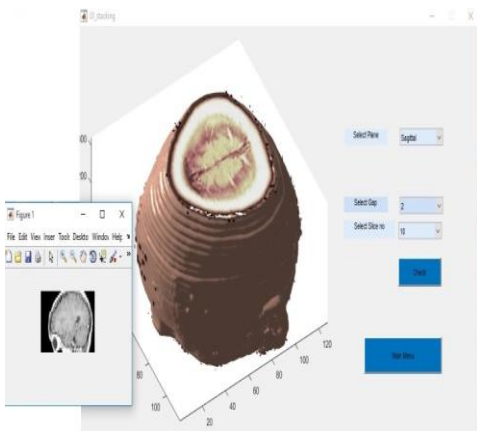 01_stacking
Select Plane
Sagittal
Select Gap
2
Select Slice no
10
Check
Main Menu
Figure 1
File Edit View Inser Tools Deskto Window Help
80
100
20
40
60
80
100
120